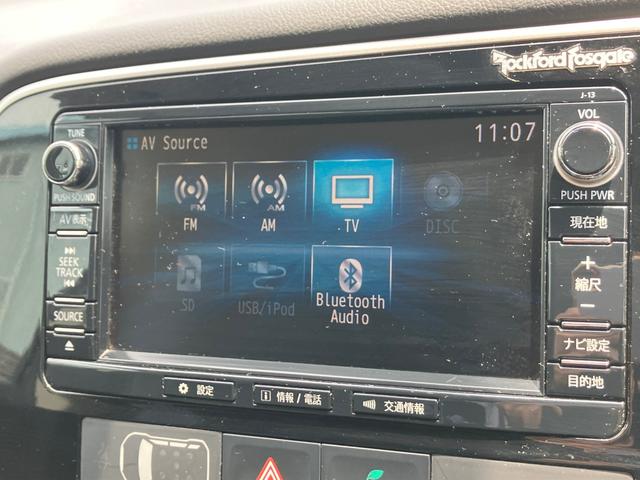 Rockford Fosgate
J-13
TUNE
PUSH SOUND
AV表示
SEEK
TRACK
SOURCE
AV Source
11:07
FM
FM
AM
AM
TV
DISC
SD
USB/iPod
Bluetooth
Audio
VOL
PUSH PWR
現在地
+
縮尺
−
ナビ設定
目的地
設定
情報 / 電話
交通情報